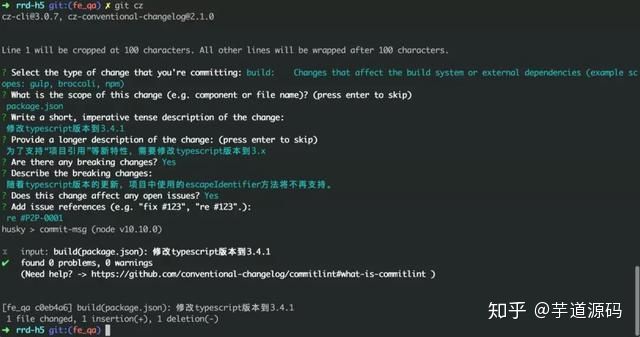 ➜ rrd-h5 git:(fe_qa) ✗ git cz
cz-cli@3.0.7, cz-conventional-changelog@2.1.0
Line 1 will be cropped at 100 characters. All other lines will be wrapped after 100 characters.
? Select the type of change that you're committing: build: Changes that affect the build system or external dependencies (example sc
opes: gulp, broccoli, npm)
? What is the scope of this change (e.g. component or file name)? (press enter to skip)
package.json
? Write a short, imperative tense description of the change:
修改typescript版本到3.4.1
? Provide a longer description of the change: (press enter to skip)
为了支持“项目引用”等新特性，需要修改typescript版本到3.x
? Are there any breaking changes? Yes
? Describe the breaking changes:
随着typescript版本的更新，项目中使用的escapeIdentifier方法将不再支持。
? Does this change affect any open issues? Yes
? Add issue references (e.g. "fix #123", "re #123".):
re #P2P-0001
husky > commit-msg (node v10.10.0)
⧗ input: build(package.json): 修改typescript版本到3.4.1
✔ found 0 problems, 0 warnings
(Need help? -> https://github.com/conventional-changelog/commitlint#what-is-commitlint )
[fe_qa c0eb4a6] build(package.json): 修改typescript版本到3.4.1
1 file changed, 1 insertion(+), 1 deletion(-)
➜ rrd-h5 git:(fe_qa)
知乎 @芋道源码